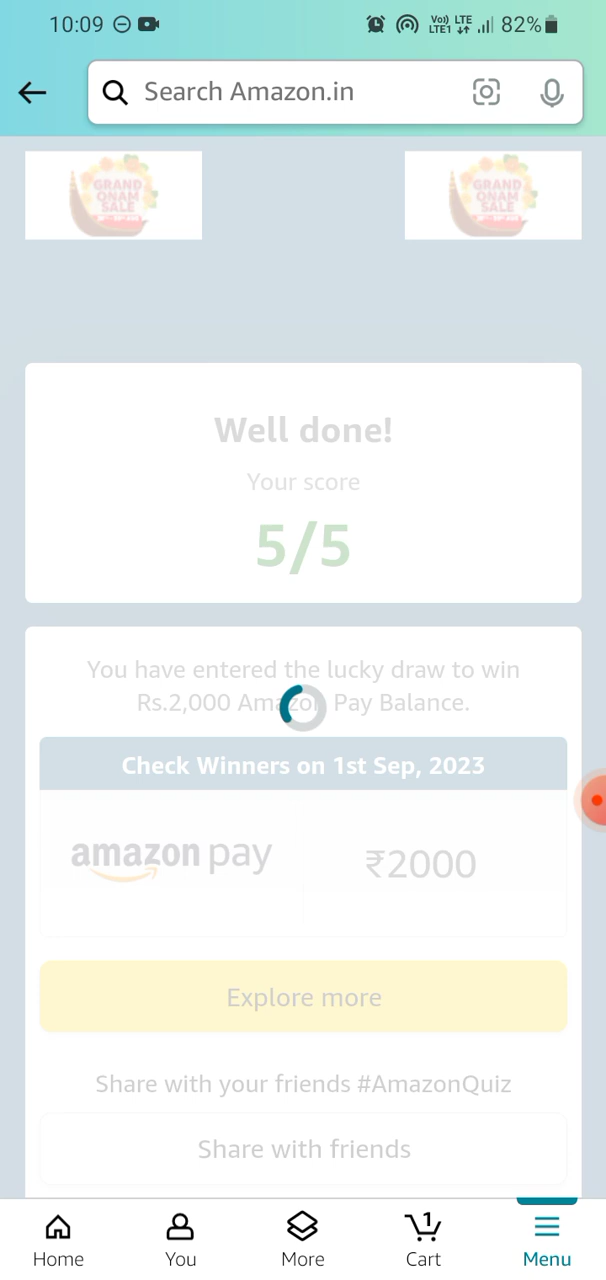 10:09
Vo)) LTE
LTE1
82%
Search Amazon.in
GRAND
ONAM
SALE
GRAND
ONAM
SALE
Well done!
Your score
5/5
You have entered the lucky draw to win
Rs.2,000 Amazon Pay Balance.
Check Winners on 1st Sep, 2023
amazon pay
₹2000
Explore more
Share with your friends #AmazonQuiz
Share with friends
1
Home
You
More
Cart
Menu